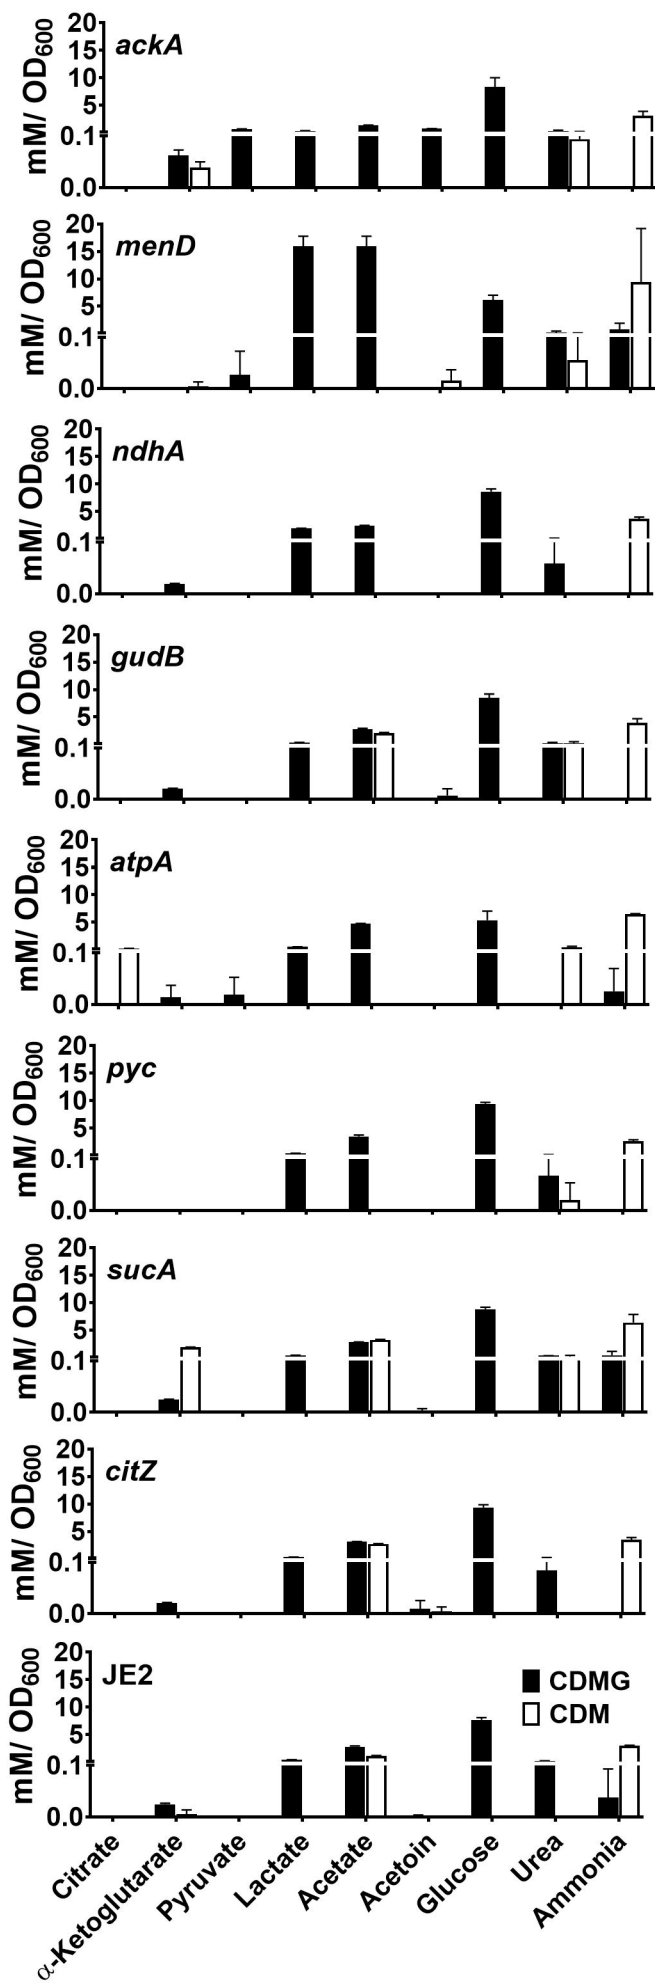 ackA
mM/ OD600
20
15
10
5
0.1
0.0
menD
mM/ OD600
20
15
10
5
0.1
0.0
ndhA
mM/ OD600
20
15
10
5
0.1
0.0
gudB
mM/ OD600
20
15
10
5
0.1
0.0
atpA
mM/ OD600
20
15
10
5
0.1
0.0
pyc
mM/ OD600
20
15
10
5
0.1
0.0
sucA
mM/ OD600
20
15
10
5
0.1
0.0
citZ
mM/ OD600
20
15
10
5
0.1
0.0
JE2
mM/ OD600
20
15
10
5
0.1
0.0
CDMG
CDM
Citrate
α-Ketoglutarate
Pyruvate
Lactate
Acetate
Acetoin
Glucose
Urea
Ammonia